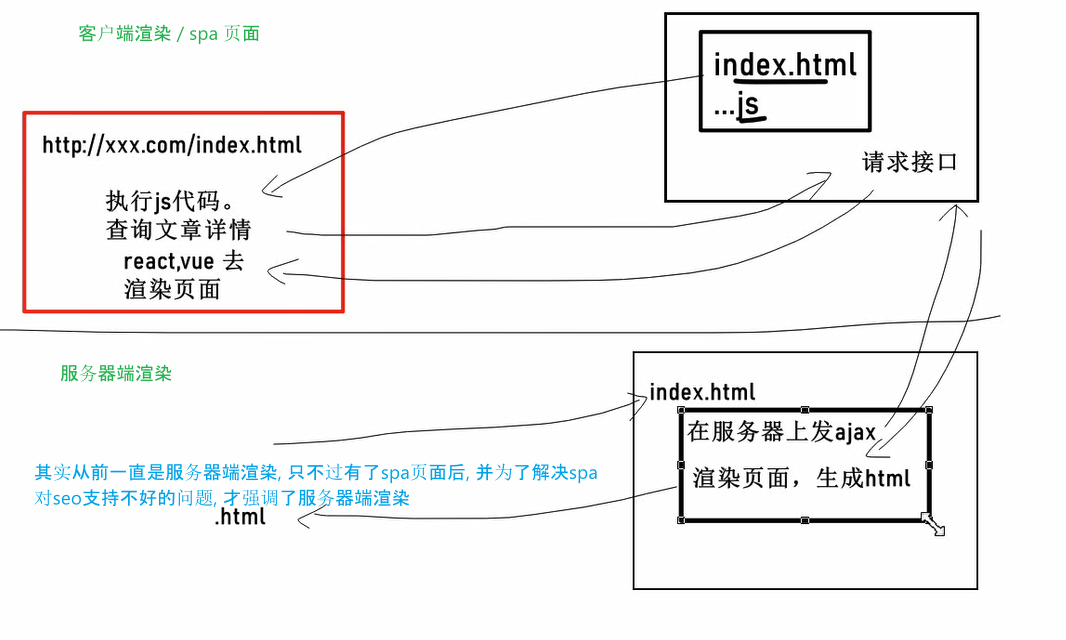 客户端渲染 / spa 页面
index.html
...js
http://xxx.com/index.html
请求接口
执行js代码。
查询文章详情
react,vue 去
渲染页面
服务器端渲染
index.html
在服务器上发ajax
渲染页面，生成html
其实从前一直是服务器端渲染, 只不过有了spa页面后, 并为了解决spa
对seo支持不好的问题, 才强调了服务器端渲染
.html